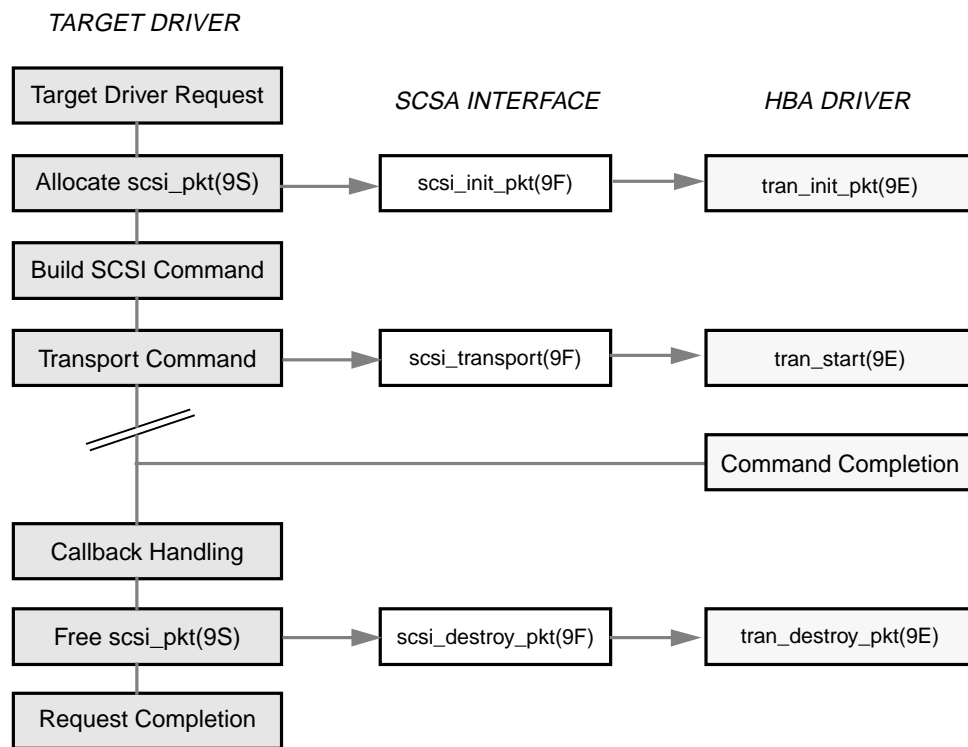 TARGET DRIVER
Target Driver Request
SCSA INTERFACE
HBA DRIVER
Allocate scsi_pkt(9S)
scsi_init_pkt(9F)
tran_init_pkt(9E)
Build SCSI Command
Transport Command
scsi_transport(9F)
tran_start(9E)
Command Completion
Callback Handling
Free scsi_pkt(9S)
scsi_destroy_pkt(9F)
tran_destroy_pkt(9E)
Request Completion